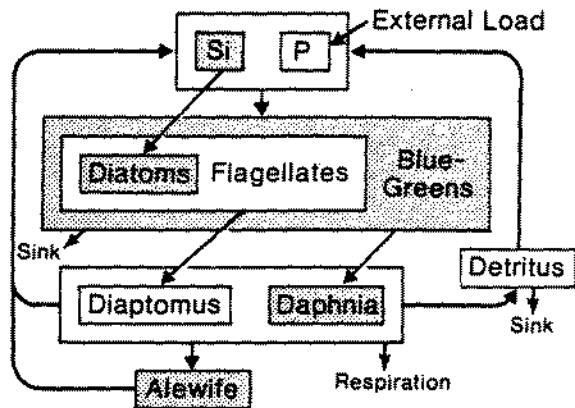 External Load
Si
P
Diatoms
Flagellates
Blue-
Greens
Sink
Diaptomus
Daphnia
Detritus
Sink
Alewife
Respiration